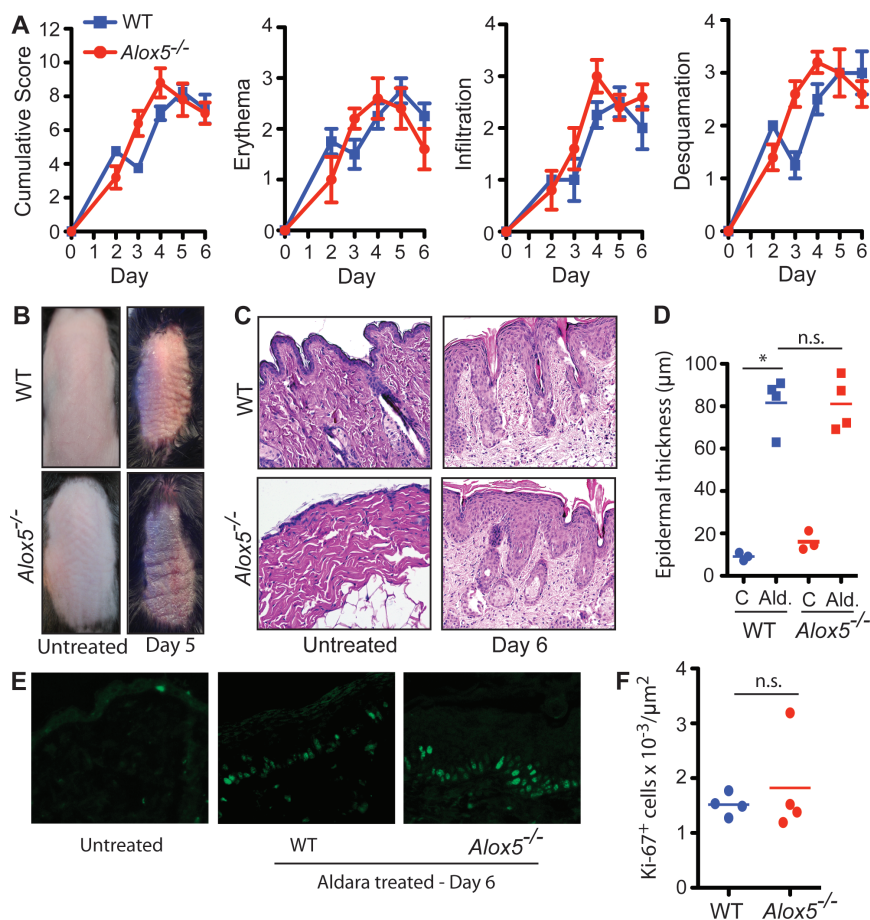 A
WT
Alox5-/-
Cumulative Score
12
10
8
6
4
2
0
0 1 2 3 4 5 6
Day
Erythema
4
3
2
1
0
0 1 2 3 4 5 6
Day
Infiltration
4
3
2
1
0
0 1 2 3 4 5 6
Day
Desquamation
4
3
2
1
0
0 1 2 3 4 5 6
Day
B
WT
Alox5-/-
Untreated Day 5
C
WT
Alox5-/-
Untreated Day 6
D
n.s.
*
Epidermal thickness (μm)
100
80
60
40
20
0
C Ald. C Ald.
WT Alox5-/-
E
Untreated WT Alox5-/-
Aldara treated - Day 6
F
n.s.
Ki-67+ cells x 10-3/μm2
4
3
2
1
0
WT Alox5-/-